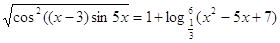 √cos²((x−3)sin 5x) = 1+log⁶_{1/3}(x²−5x+7)